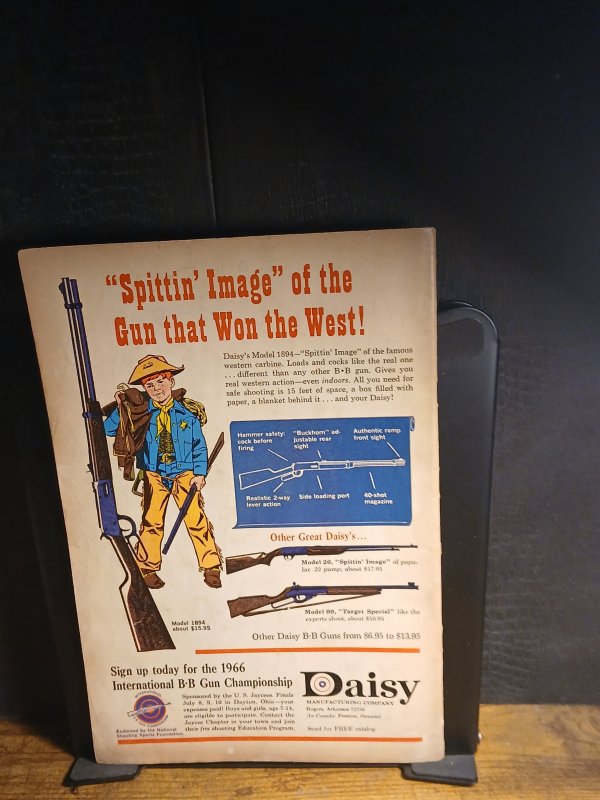 “Spittin’ Image” of the
Gun that Won the West!
Daisy's Model 1894—“Spittin' Image” of the famous
western carbine. Loads and cocks like the real one
. . . different than any other B•B gun. Gives you
real western action—even indoors. All you need for
safe shooting is 15 feet of space, a box filled with
paper, a blanket behind it . . . and your Daisy!
Hammer safety:
cock before
firing
"Buckhorn" ad-
justable rear
sight
Authentic ramp
front sight
Realistic 2-way
lever action
Side loading port
40-shot
magazine
Other Great Daisy's . . .
Model 26, "Spittin' Image" of popu-
lar .22 pump, about $17.95
Model 99, "Target Special" like the
experts shoot, about $16.95
Model 1894
about $15.95
Other Daisy B·B Guns from $6.95 to $13.95
Sign up today for the 1966
International B·B Gun Championship
Sponsored by the U. S. Jaycees. Finals
July 8, 9, 10 in Dayton, Ohio—your
expenses paid! Boys and girls, age 7-14,
are eligible to participate. Contact the
Jaycee Chapter in your town and join
their free shooting Education Program.
Endorsed by the National
Shooting Sports Foundation
Daisy
MANUFACTURING COMPANY
Rogers, Arkansas 72756
(In Canada: Preston, Ontario)
Send for FREE catalog